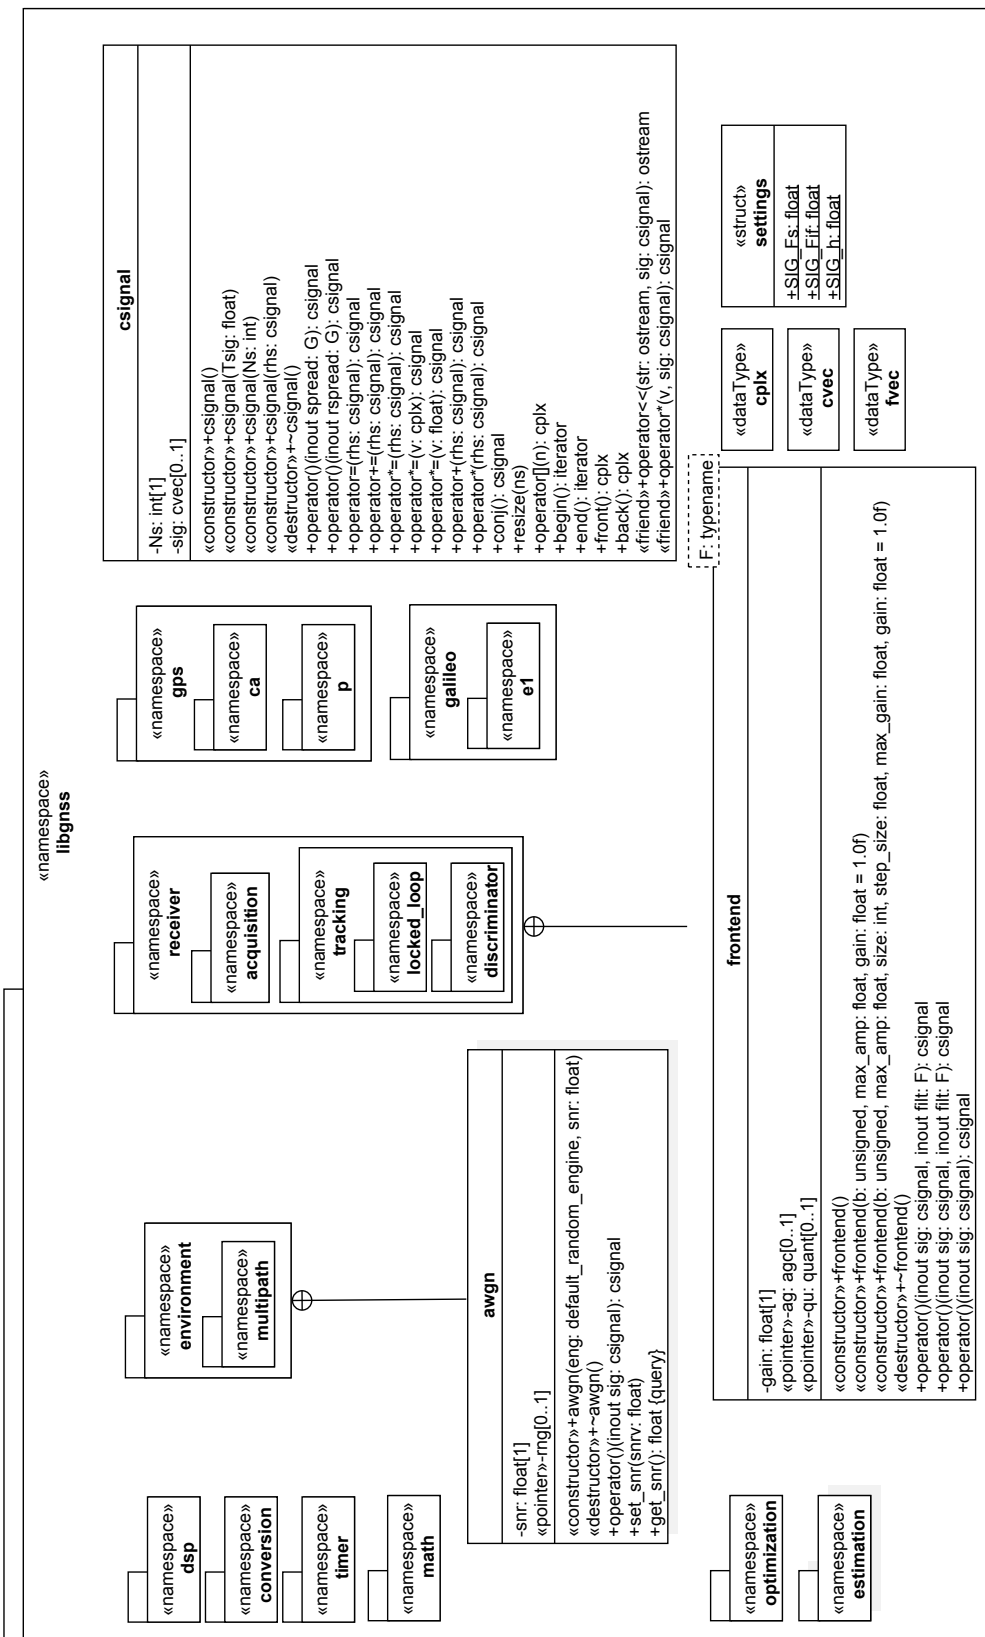 «namespace»
libgnss
«namespace»
dsp
«namespace»
conversion
«namespace»
timer
«namespace»
math
«namespace»
environment
«namespace»
multipath
«namespace»
receiver
«namespace»
acquisition
«namespace»
tracking
«namespace»
locked_loop
«namespace»
discriminator
«namespace»
gps
«namespace»
ca
«namespace»
p
«namespace»
galileo
«namespace»
e1
csignal
-Ns: int[1]
-sig: cvec[0..1]
«constructor»+csignal()
«constructor»+csignal(Tsig: float)
«constructor»+csignal(Ns: int)
«constructor»+csignal(rhs: csignal)
«destructor»+~csignal()
+operator()(inout spread: G): csignal
+operator()(inout rspread: G): csignal
+operator=(rhs: csignal): csignal
+operator+=(rhs: csignal): csignal
+operator*=(rhs: csignal): csignal
+operator*=(v: cplx): csignal
+operator*=(v: float): csignal
+operator+(rhs: csignal): csignal
+operator*(rhs: csignal): csignal
+conj(): csignal
+resize(ns)
+operator[](n): cplx
+begin(): iterator
+end(): iterator
+front(): cplx
+back(): cplx
«friend»+operator<<(str: ostream, sig: csignal): ostream
«friend»+operator*(v, sig: csignal): csignal
awgn
-snr: float[1]
«pointer»-rng[0..1]
«constructor»+awgn(eng: default_random_engine, snr: float)
«destructor»+~awgn()
+operator()(inout sig: csignal): csignal
+set_snr(snrv: float)
+get_snr(): float {query}
«namespace»
optimization
«namespace»
estimation
F: typename
frontend
-gain: float[1]
«pointer»-ag: agc[0..1]
«pointer»-qu: quant[0..1]
«constructor»+frontend()
«constructor»+frontend(b: unsigned, max_amp: float, gain: float = 1.0f)
«constructor»+frontend(b: unsigned, max_amp: float, size: int, step_size: float, max_gain: float, gain: float = 1.0f)
«destructor»+~frontend()
+operator()(inout sig: csignal, inout filt: F): csignal
+operator()(inout sig: csignal, inout filt: F): csignal
+operator()(inout sig: csignal): csignal
«dataType»
cplx
«dataType»
cvec
«dataType»
fvec
«struct»
settings
+SIG_Fs: float
+SIG_Fif: float
+SIG_h: float